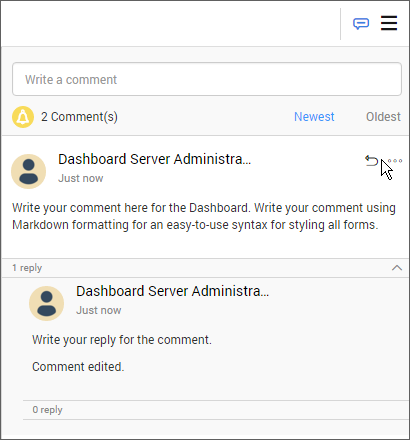 Write a comment
2 Comment(s)
Newest
Oldest
Dashboard Server Administra...
Just now
Write your comment here for the Dashboard. Write your comment using
Markdown formatting for an easy-to-use syntax for styling all forms.
1 reply
Dashboard Server Administra...
Just now
Write your reply for the comment.
Comment edited.
0 reply